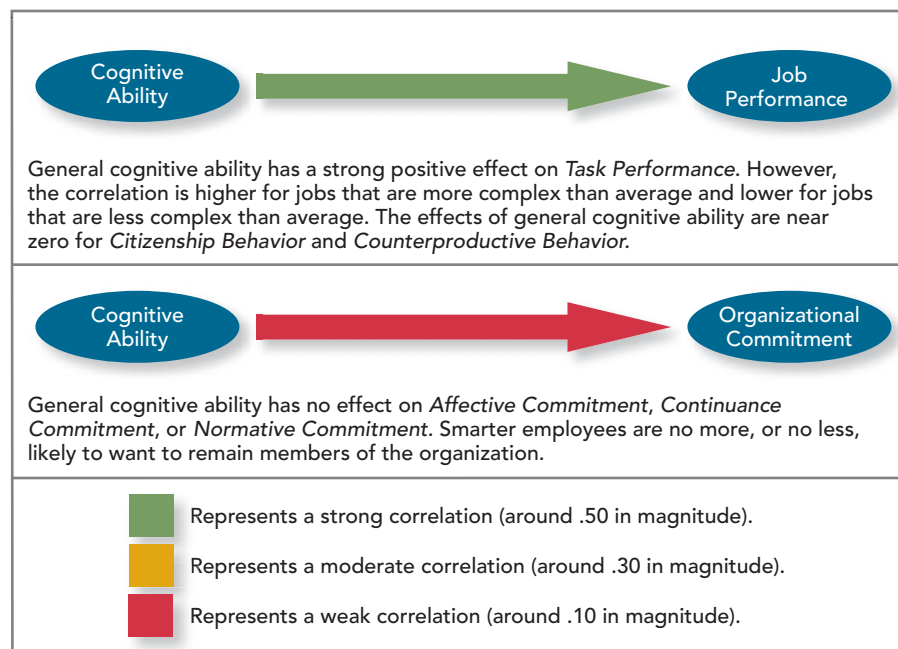 Cognitive
Ability
Job
Performance
General cognitive ability has a strong positive effect on Task Performance. However,
the correlation is higher for jobs that are more complex than average and lower for jobs
that are less complex than average. The effects of general cognitive ability are near
zero for Citizenship Behavior and Counterproductive Behavior.
Cognitive
Ability
Organizational
Commitment
General cognitive ability has no effect on Affective Commitment, Continuance
Commitment, or Normative Commitment. Smarter employees are no more, or no less,
likely to want to remain members of the organization.
Represents a strong correlation (around .50 in magnitude).
Represents a moderate correlation (around .30 in magnitude).
Represents a weak correlation (around .10 in magnitude).